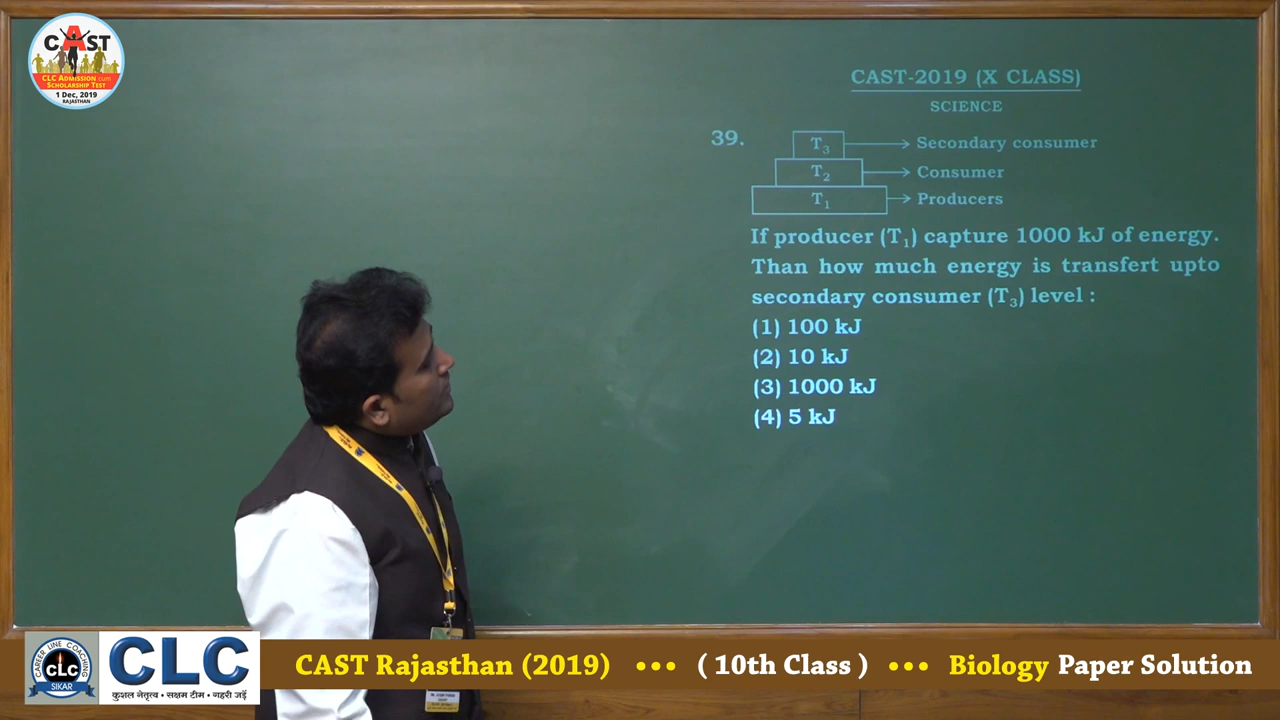 CAST
CLC ADMISSION cum
SCHOLARSHIP TEST
1 Dec, 2019
RAJASTHAN
CAST-2019 (X CLASS)
SCIENCE
39.
T3 Secondary consumer
T2 Consumer
T1 Producers
If producer (T1) capture 1000 kJ of energy.
Than how much energy is transfert upto
secondary consumer (T3) level :
(1) 100 kJ
(2) 10 kJ
(3) 1000 kJ
(4) 5 kJ
CAREER LINE COACHING
CLC
SIKAR
CLC
कुशल नेतृत्व • सक्षम टीम • गहरी जड़ें
CAST Rajasthan (2019) ••• ( 10th Class ) ••• Biology Paper Solution